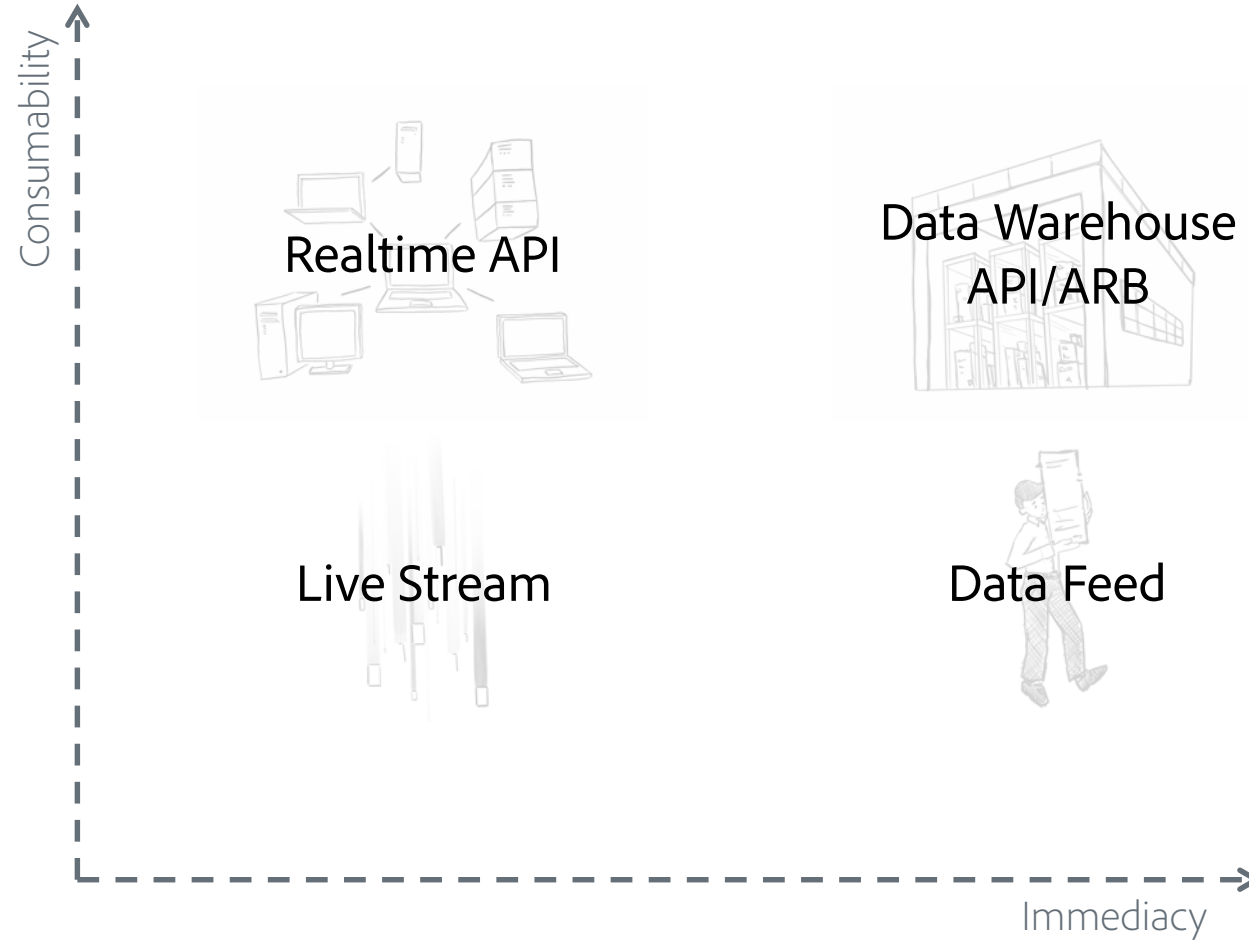 Consumability
Realtime API
Data Warehouse
API/ARB
Live Stream
Data Feed
Immediacy